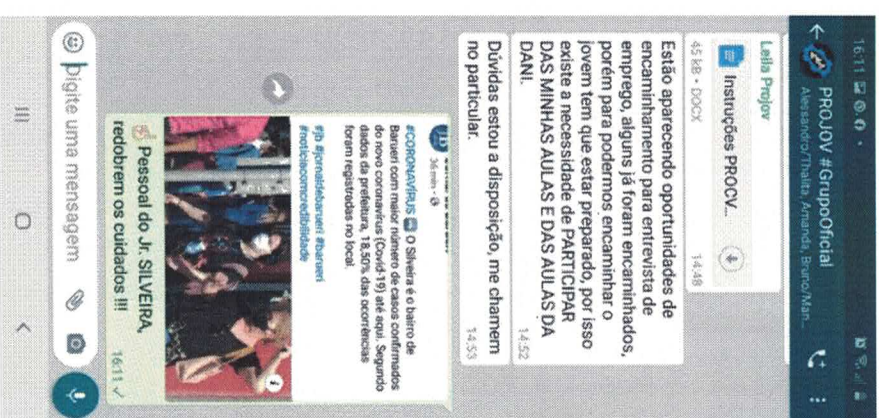 16:11
PROJOV #GrupoOficial
Alessandro/Thalita, Amanda, Bruno/Man...
Leila Projov
Instruções PROCV...
45 kB • DOCX 14:48
Estão aparecendo oportunidades de
encaminhamento para entrevista de
emprego, alguns já foram encaminhados,
porém para podermos encaminhar o
jovem tem que estar preparado, por isso
existe a necessidade de PARTICIPAR
DAS MINHAS AULAS E DAS AULAS DA
DANI. 14:52
Dúvidas estou a disposição, me chamem
no particular. 14:53
36 min •
#CORONAVÍRUS O Silveira é o bairro de
Barueri com maior número de casos confirmados
do novo coronavírus (Covid-19) até aqui. Segundo
dados da prefeitura, 18,50% das ocorrências
foram registradas no local.
#jb #jornaldebarueri #barueri
#noticiacomcredibilidade
Pessoal do Jr. SILVEIRA,
redobrem os cuidados !!! 16:11
Digite uma mensagem